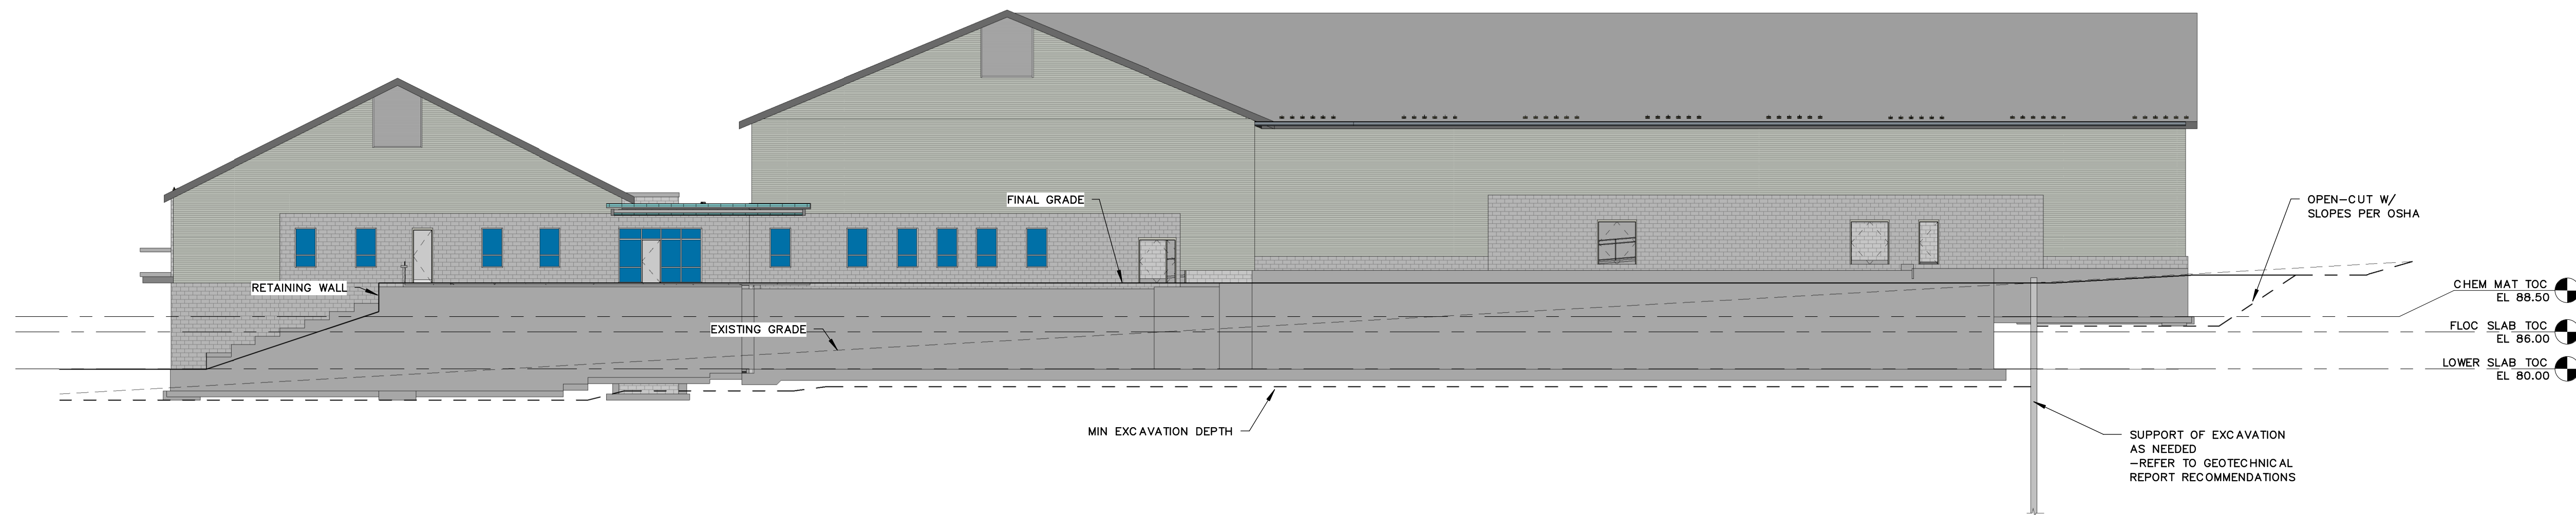 FINAL GRADE
OPEN-CUT W/
SLOPES PER OSHA
RETAINING WALL
CHEM MAT TOC
EL 88.50
EXISTING GRADE
FLOC SLAB TOC
EL 86.00
LOWER SLAB TOC
EL 80.00
MIN EXCAVATION DEPTH
SUPPORT OF EXCAVATION
AS NEEDED
-REFER TO GEOTECHNICAL
REPORT RECOMMENDATIONS